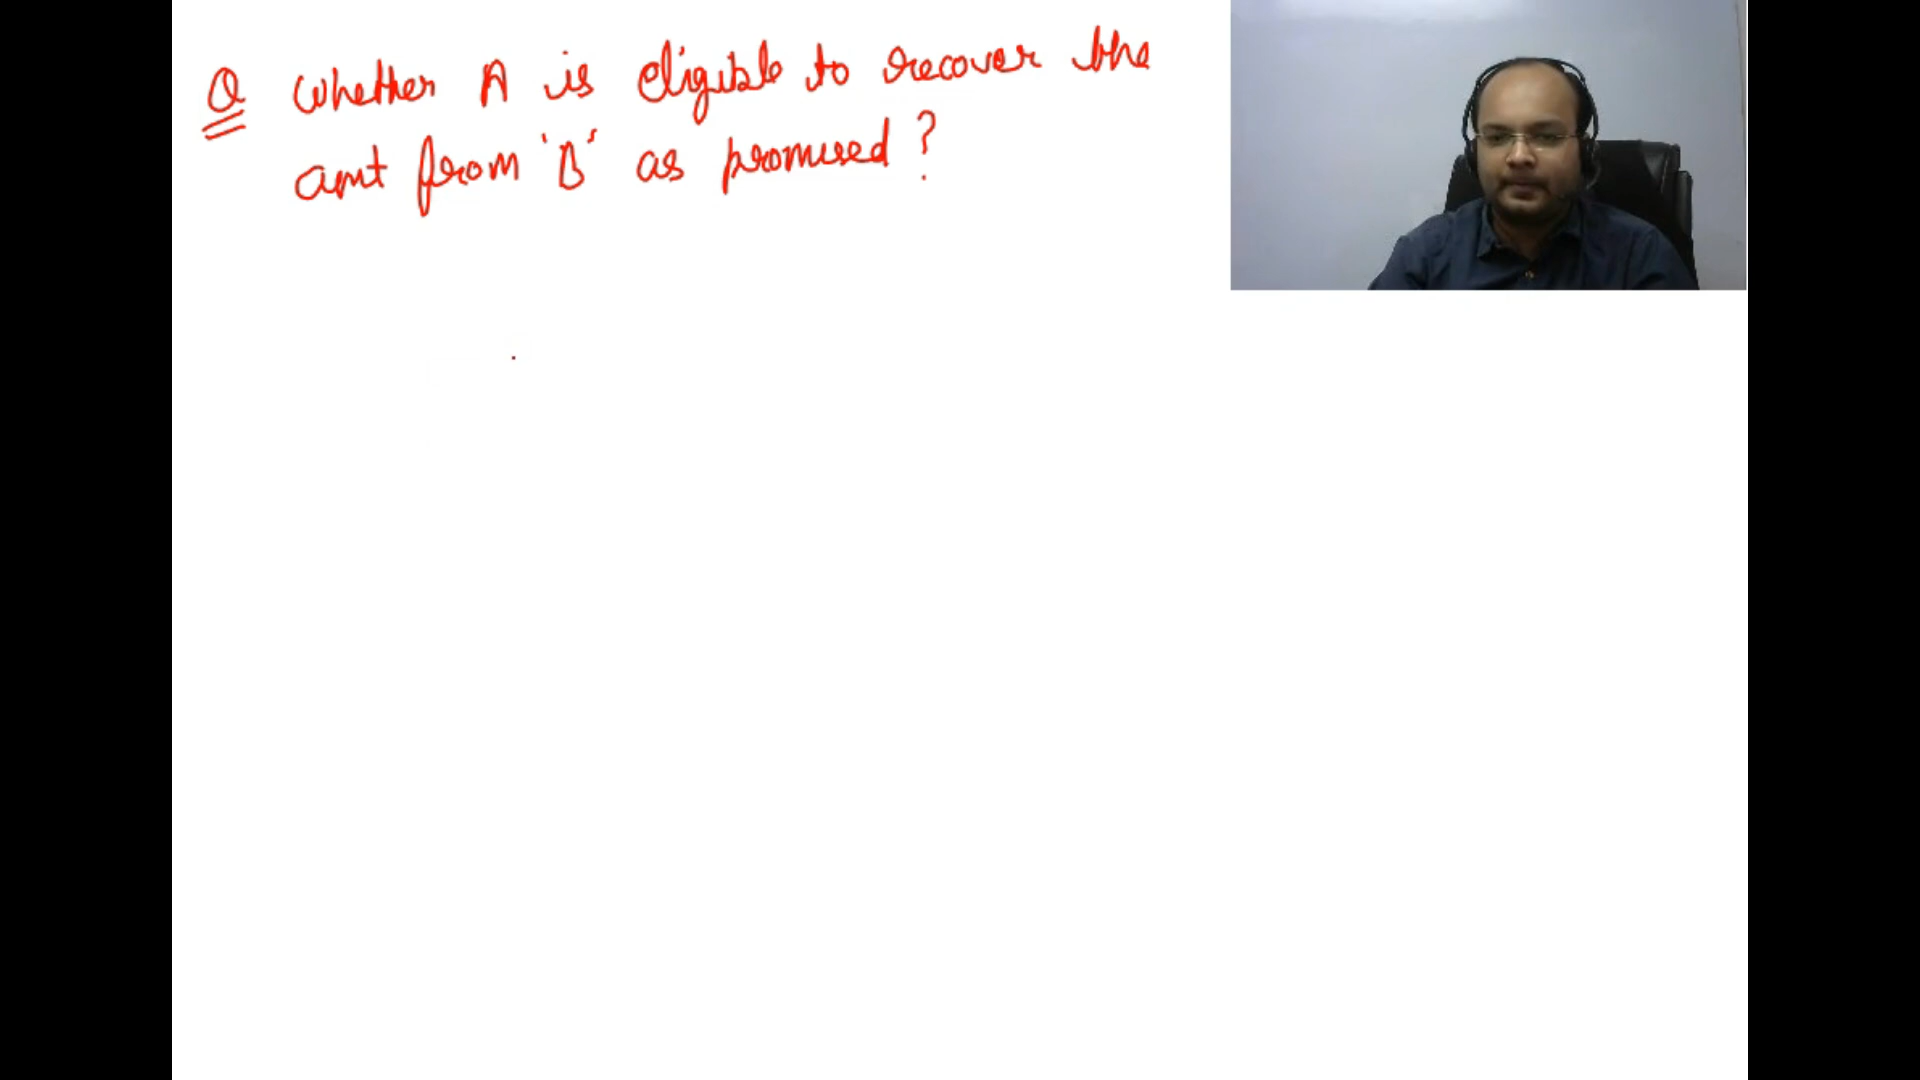 Q Whether A is eligible to recover the
amt from 'B' as promised?